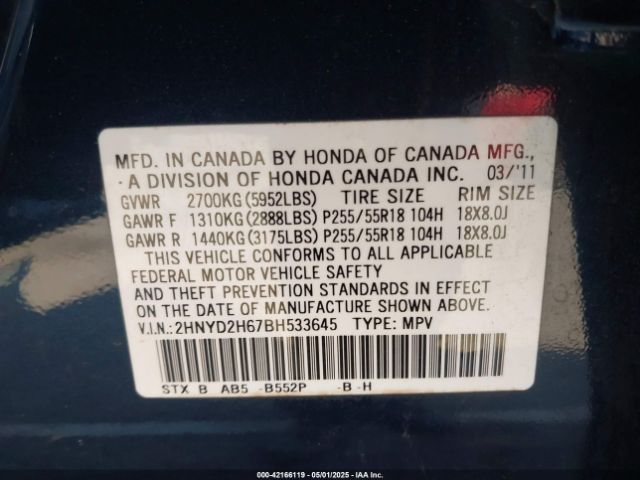 MFD. IN CANADA BY HONDA OF CANADA MFG.,
A DIVISION OF HONDA CANADA INC. 03/'11
GVWR 2700KG(5952LBS) TIRE SIZE RIM SIZE
GAWR F 1310KG(2888LBS) P255/55R18 104H 18X8.0J
GAWR R 1440KG(3175LBS) P255/55R18 104H 18X8.0J
THIS VEHICLE CONFORMS TO ALL APPLICABLE
FEDERAL MOTOR VEHICLE SAFETY
AND THEFT PREVENTION STANDARDS IN EFFECT
ON THE DATE OF MANUFACTURE SHOWN ABOVE.
V.I.N.:2HNYD2H67BH533645 TYPE: MPV
STX B AB5 -B552P -B -H
000-42166119 - 05/01/2025 - IAAI Inc.